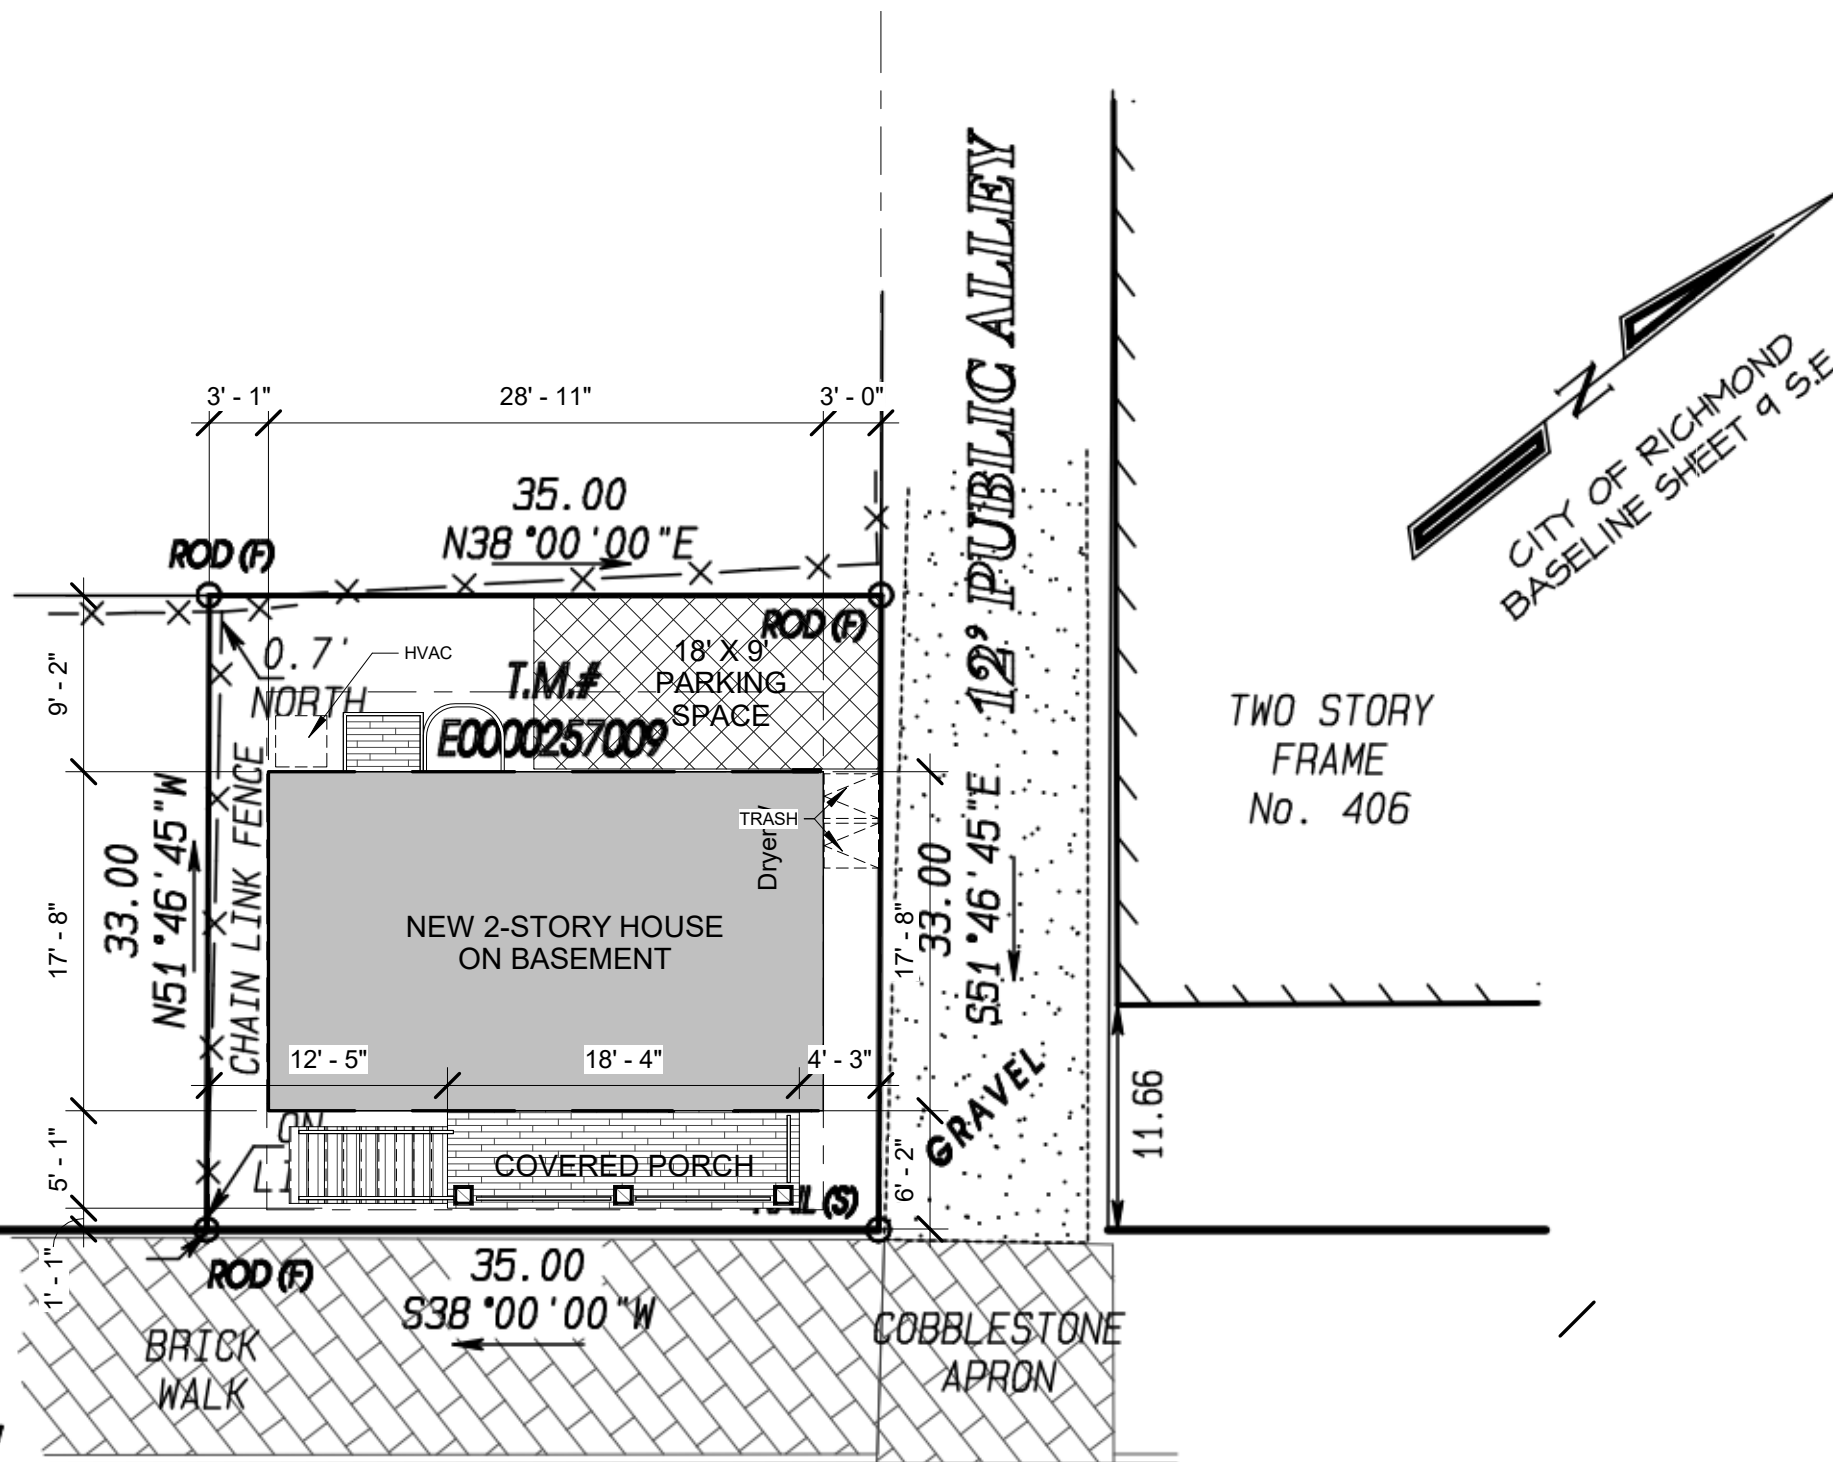 12' PUBLIC ALLEY
CITY OF RICHMOND
BASELINE SHEET 9 S.E
N
3' - 1"
28' - 11"
3' - 0"
35.00
N38°00'00"E
ROD (F)
ROD (F)
0.7'
NORTH
HVAC
T.M.#
E0000257009
18' X 9'
PARKING
SPACE
9' - 2"
17' - 8"
5' - 1"
1' - 1"
33.00
N51°46'45"W
CHAIN LINK FENCE
ON
TRASH
Dryer
NEW 2-STORY HOUSE
ON BASEMENT
12' - 5"
18' - 4"
4' - 3"
COVERED PORCH
17' - 8"
6' - 2"
33.00
S51°46'45"E
GRAVEL
TWO STORY
FRAME
No. 406
11.66
(S)
ROD (F)
35.00
S38°00'00"W
BRICK
WALK
COBBLESTONE
APRON